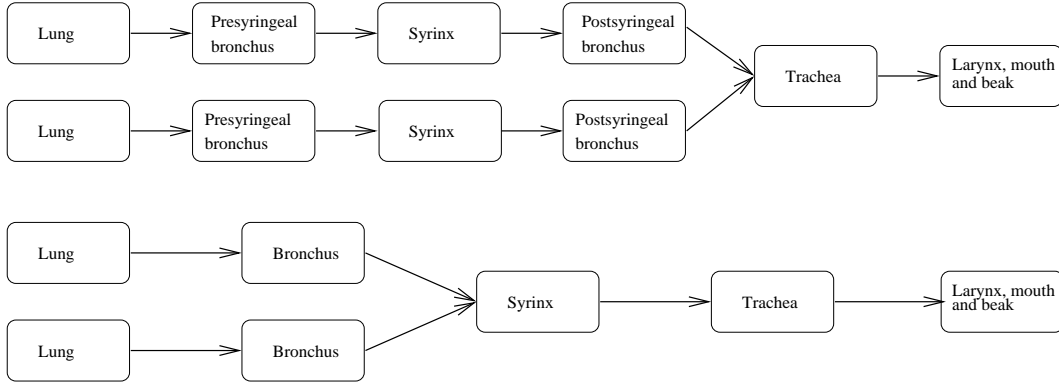 Lung
Presyringeal
bronchus
Syrinx
Postsyringeal
bronchus
Trachea
Larynx, mouth
and beak
Lung
Presyringeal
bronchus
Syrinx
Postsyringeal
bronchus
Lung
Bronchus
Syrinx
Trachea
Larynx, mouth
and beak
Lung
Bronchus